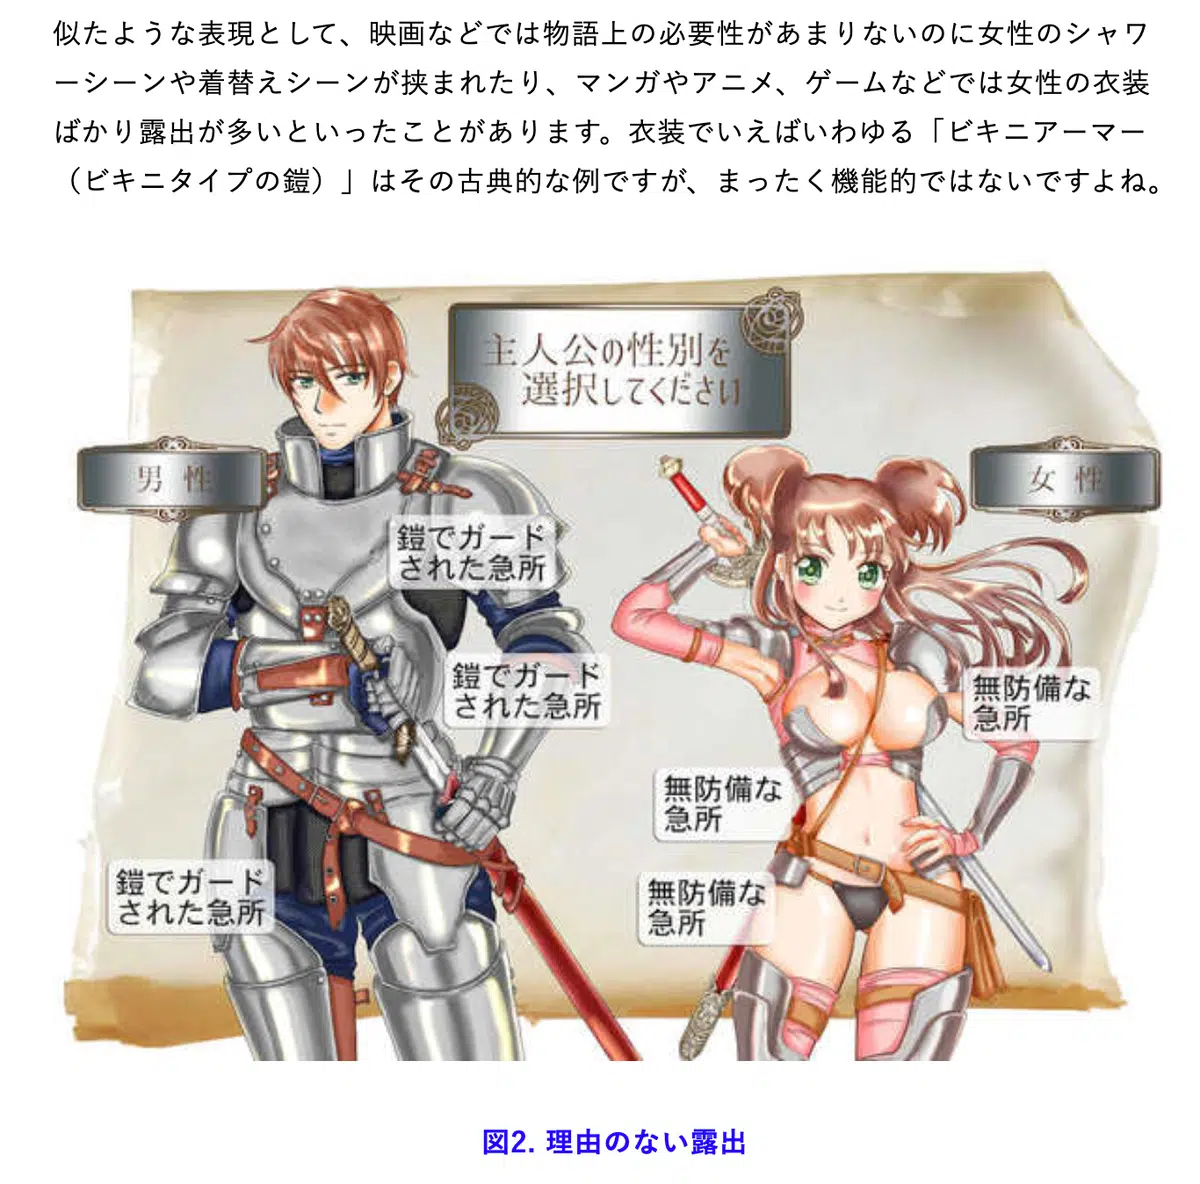 似たような表現として、映画などでは物語上の必要性があまりないのに女性のシャワ
ーシーンや着替えシーンが挟まれたり、マンガやアニメ、ゲームなどでは女性の衣装
ばかり露出が多いといったことがあります。衣装でいえばいわゆる「ビキニアーマー
（ビキニタイプの鎧）」はその古典的な例ですが、まったく機能的ではないですよね。
主人公の性別を
選択してください
男性
女性
鎧でガード
された急所
鎧でガード
された急所
鎧でガード
された急所
無防備な
急所
無防備な
急所
無防備な
急所
図2. 理由のない露出